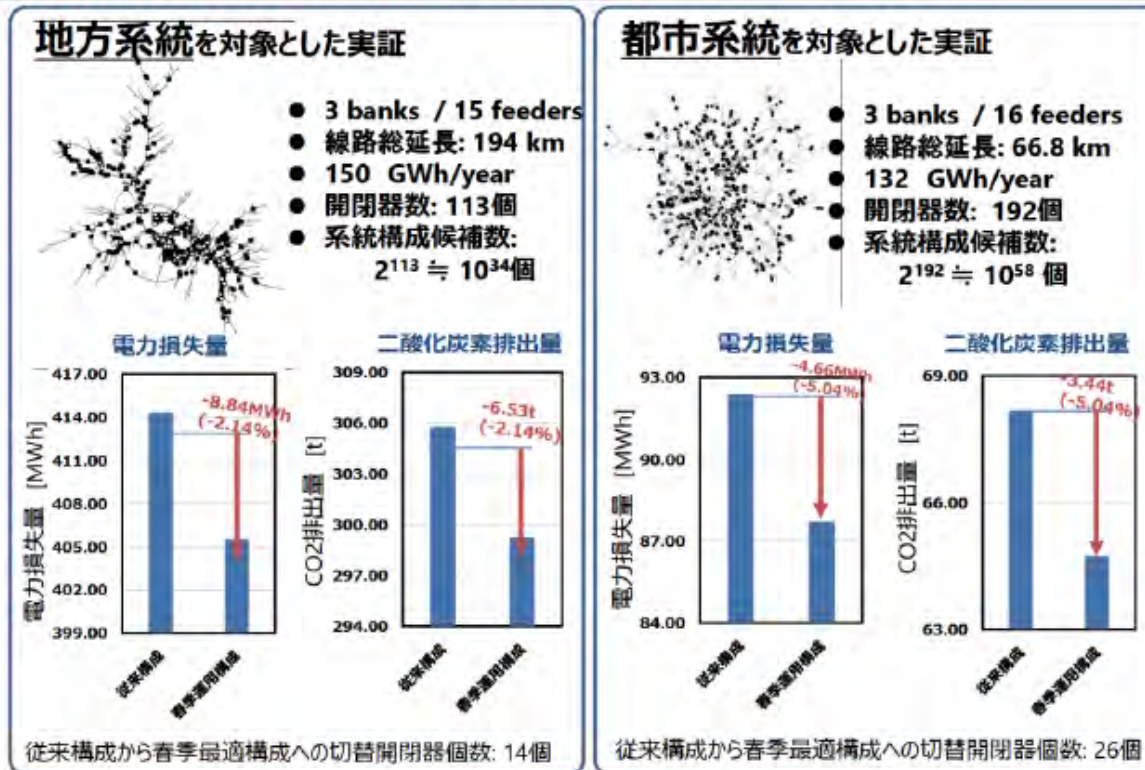 地方系統を対象とした実証
● 3 banks / 15 feeders
● 線路総延長: 194 km
● 150 GWh/year
● 開閉器数: 113個
● 系統構成候補数:
2¹¹³ ≒ 10³⁴個
電力損失量
電力損失量 [MWh]
417.00
414.00
411.00
408.00
405.00
402.00
399.00
-8.84MWh
(-2.14%)
従来構成
春季運用構成
二酸化炭素排出量
CO2排出量 [t]
309.00
306.00
303.00
300.00
297.00
294.00
-6.53t
(-2.14%)
従来構成
春季運用構成
従来構成から春季最適構成への切替開閉器個数: 14個
都市系統を対象とした実証
● 3 banks / 16 feeders
● 線路総延長: 66.8 km
● 132 GWh/year
● 開閉器数: 192個
● 系統構成候補数:
2¹⁹² ≒ 10⁵⁸ 個
電力損失量
電力損失量 [MWh]
93.00
90.00
87.00
84.00
-4.66MWh
(-5.04%)
従来構成
春季運用構成
二酸化炭素排出量
CO2排出量 [t]
69.00
66.00
63.00
-3.44t
(-5.04%)
従来構成
春季運用構成
従来構成から春季最適構成への切替開閉器個数: 26個